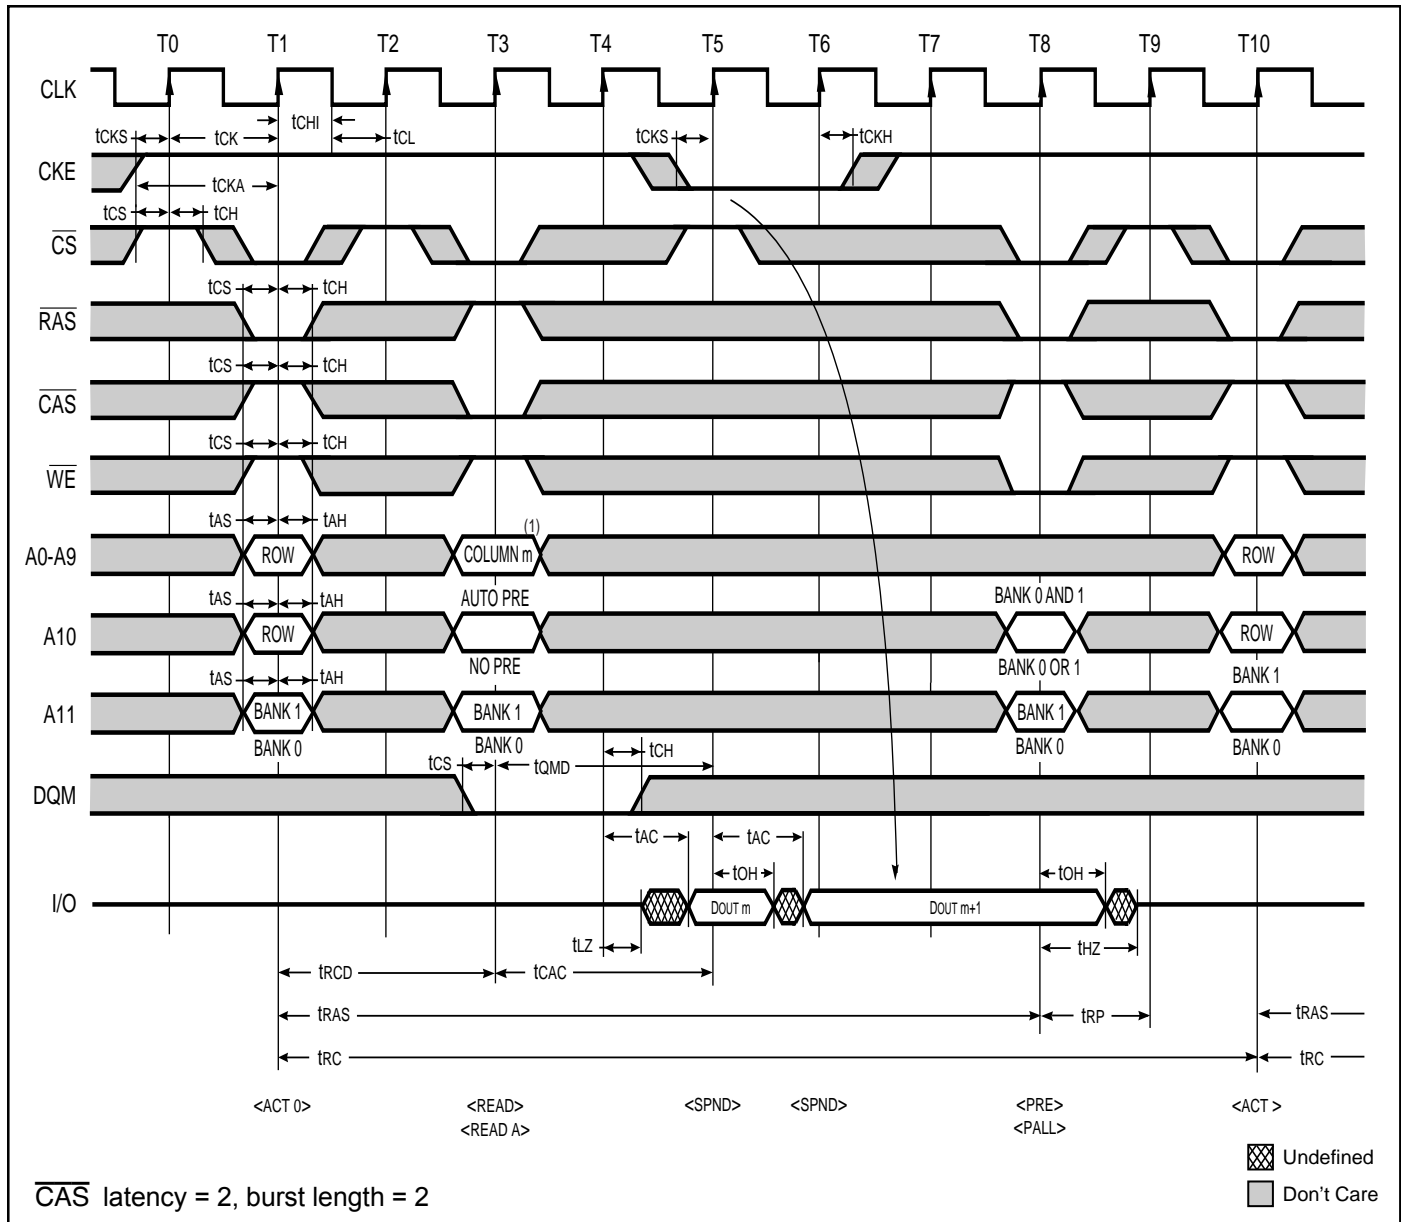 T0 T1 T2 T3 T4 T5 T6 T7 T8 T9 T10
CLK
tCHI
tCKS tCK tCL tCKS tCKH
CKE
tCKA
tCS tCH
CS
tCS tCH
RAS
tCS tCH
CAS
tCS tCH
WE
tAS tAH (1)
A0-A9 ROW COLUMN m ROW
tAS tAH AUTO PRE BANK 0 AND 1
A10 ROW ROW
NO PRE BANK 0 OR 1 BANK 1
tAS tAH
A11 BANK 1 BANK 1 BANK 1
BANK 0 BANK 0 BANK 0 BANK 0
tCH
tCS tQMD
DQM
tAC tAC
tOH tOH
I/O DOUT m DOUT m+1
tLZ tHZ
tRCD tCAC
tRAS tRP tRAS
tRC tRC
<ACT 0> <READ> <SPND> <SPND> <PRE> <ACT >
<READ A> <PALL>
Undefined
Don't Care
CAS latency = 2, burst length = 2